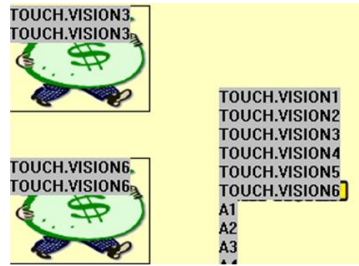 TOUCH.VISION3
TOUCH.VISION3
$
TOUCH.VISION6
TOUCH.VISION6
$
TOUCH.VISION1
TOUCH.VISION2
TOUCH.VISION3
TOUCH.VISION4
TOUCH.VISION5
TOUCH.VISION6
A1
A2
A3